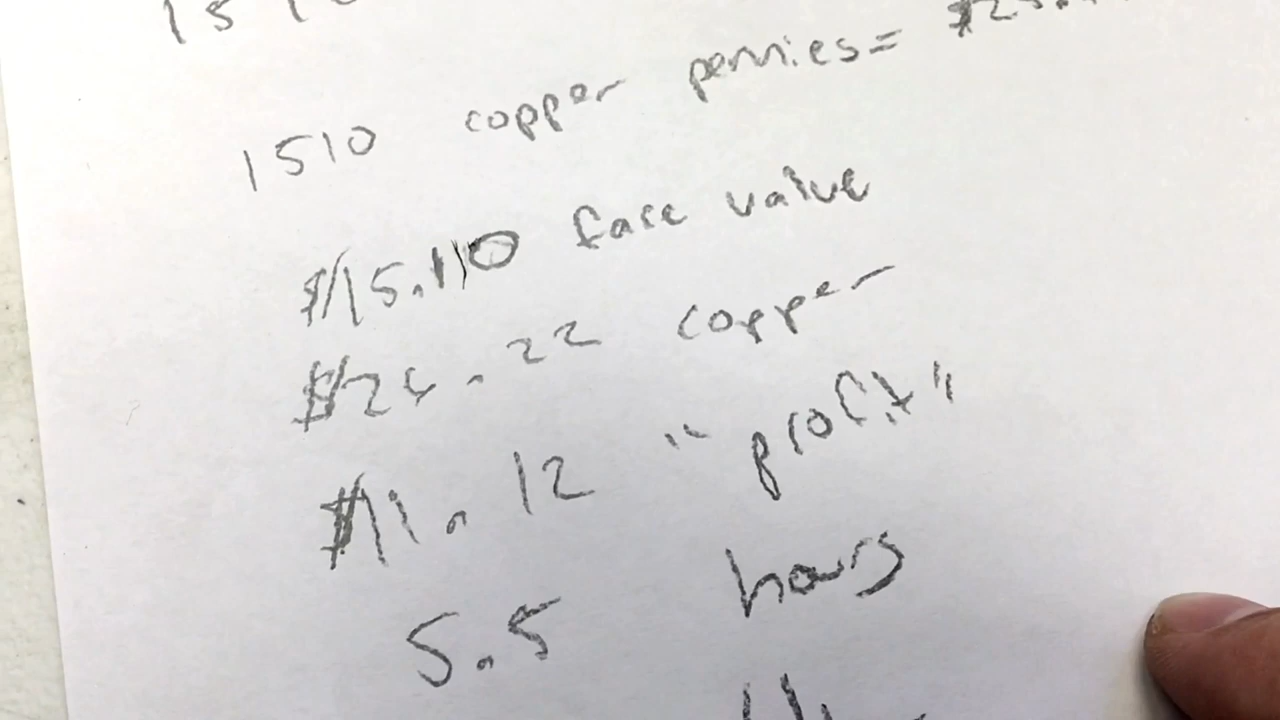 1510 copper pennies=
$15.10 face value
$26.22 copper
$11.12 "profit"
5.5 hours